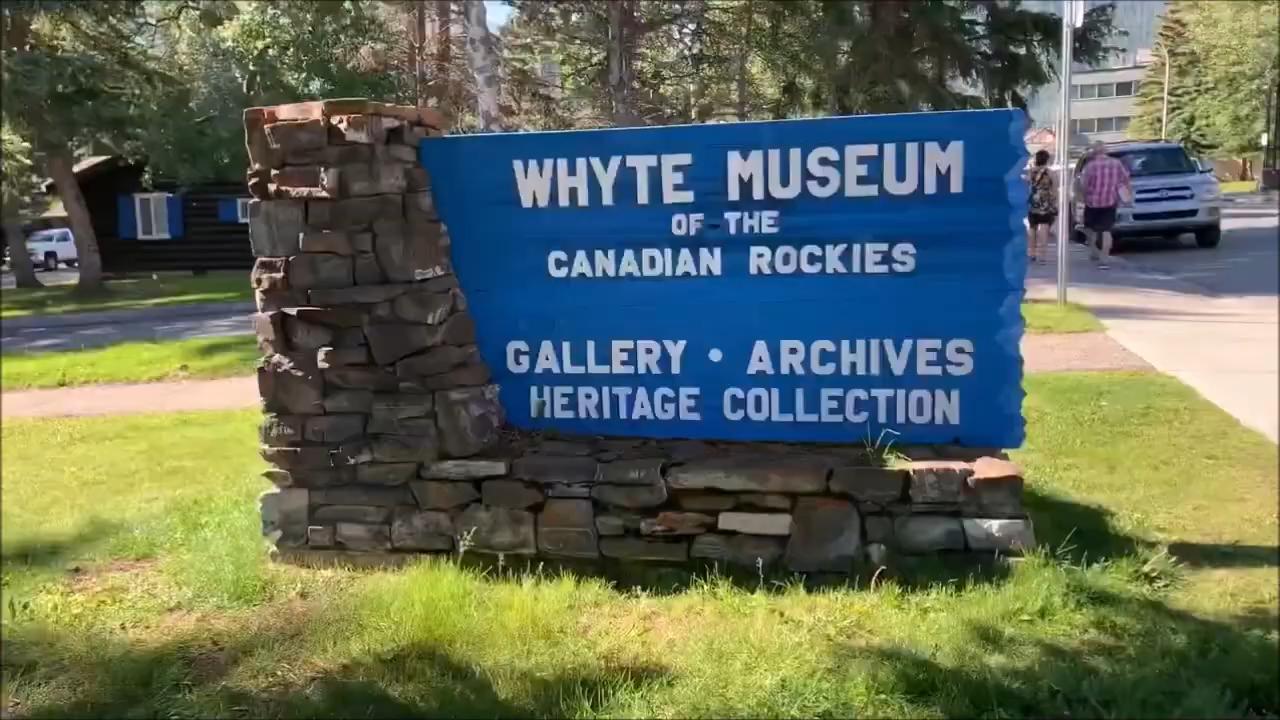 WHYTE MUSEUM
OF THE
CANADIAN ROCKIES
GALLERY • ARCHIVES
HERITAGE COLLECTION